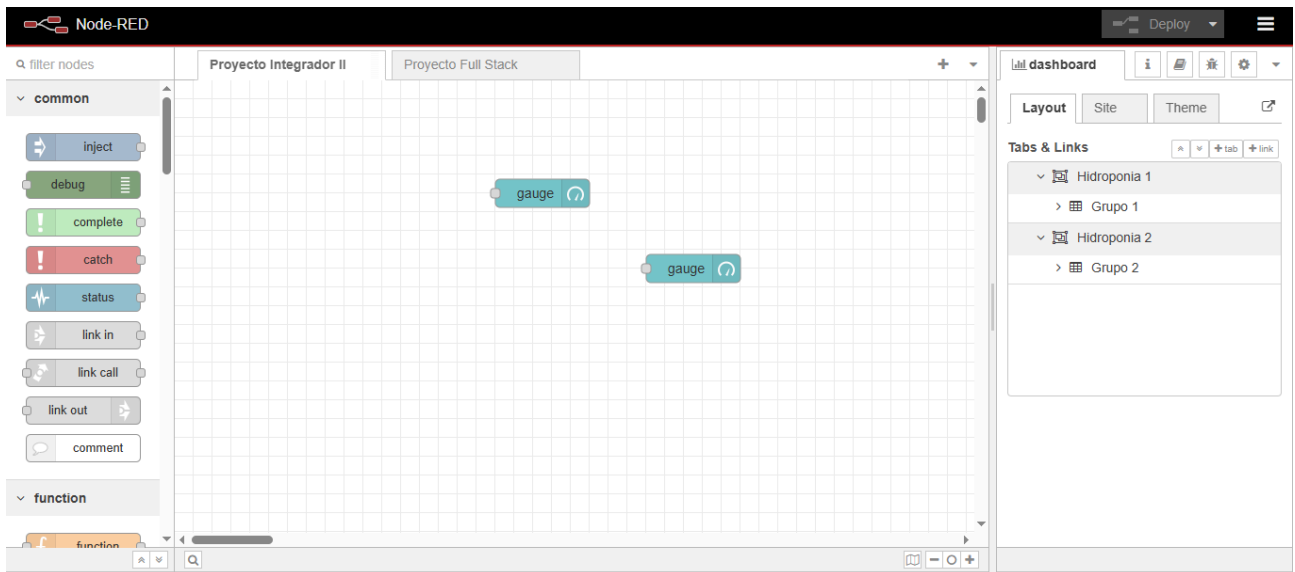 Node-RED
Deploy
filter nodes
Proyecto Integrador II
Proyecto Full Stack
dashboard
i
common
Layout
Site
Theme
Tabs & Links
+ tab
+ link
inject
debug
complete
catch
status
link in
link call
link out
comment
function
function
gauge
gauge
Hidroponia 1
Grupo 1
Hidroponia 2
Grupo 2